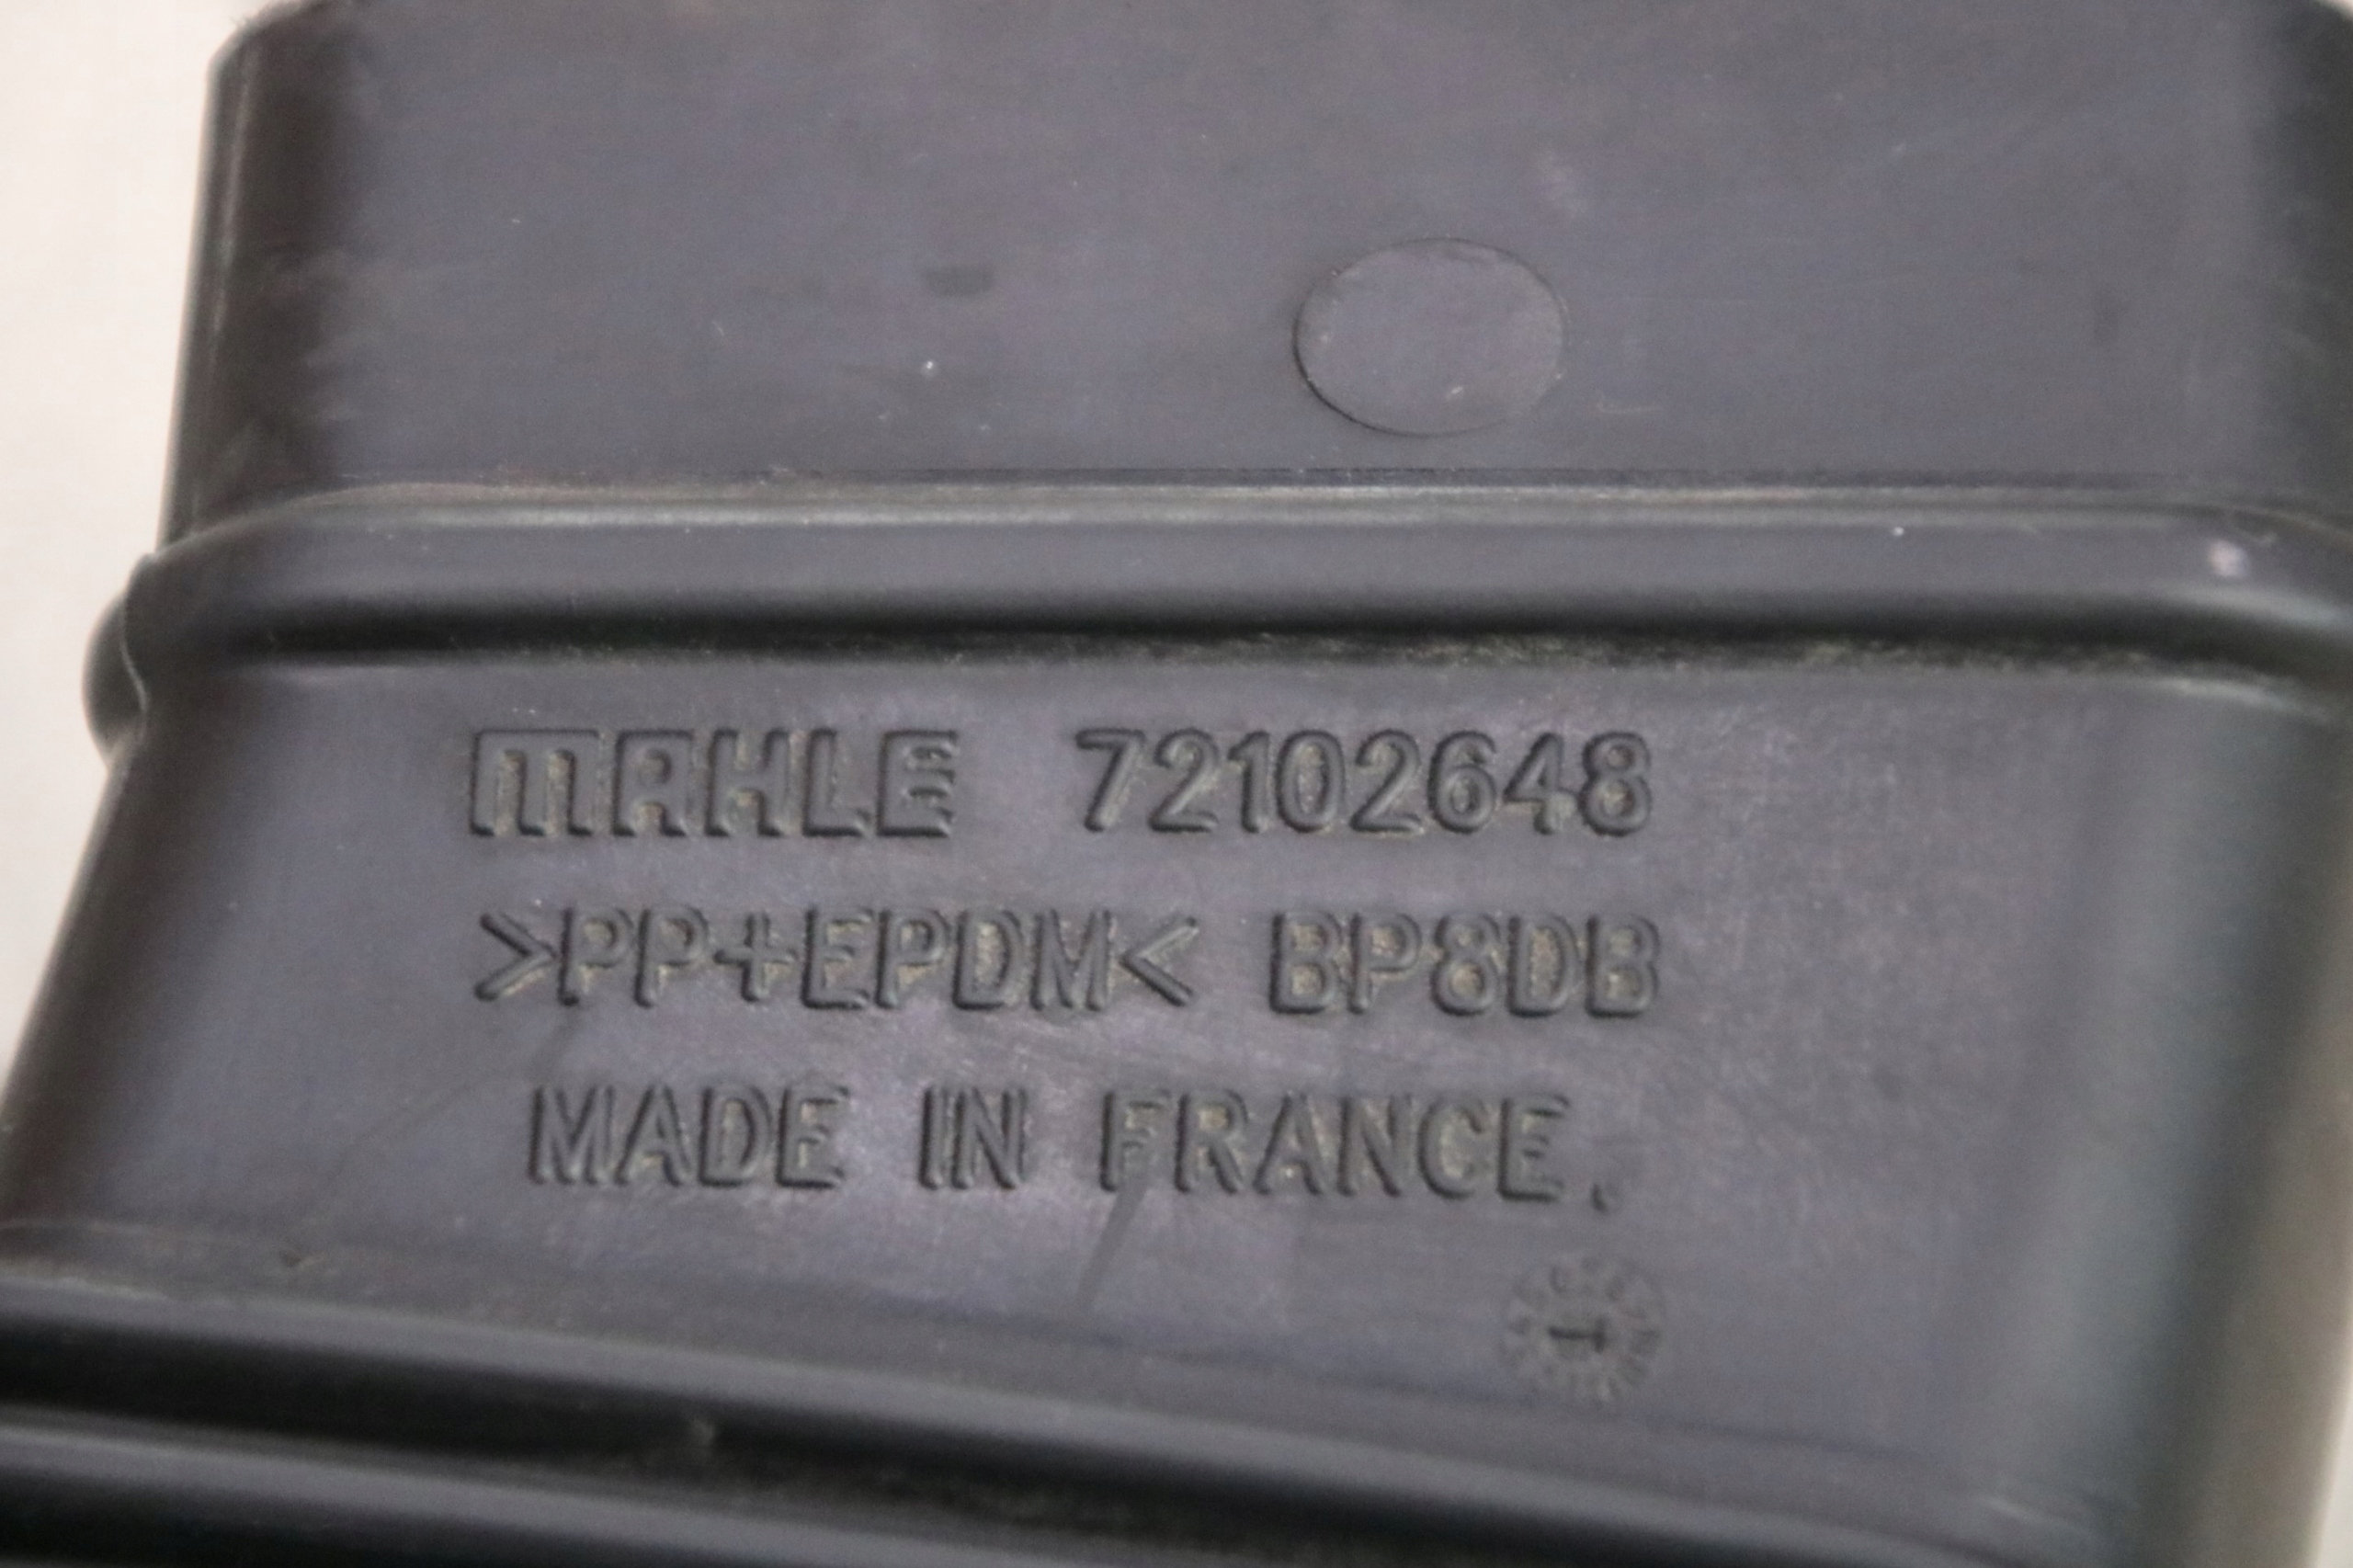 MAHLE 72102648
>PP+EPDM< BP8DB
MADE IN FRANCE.